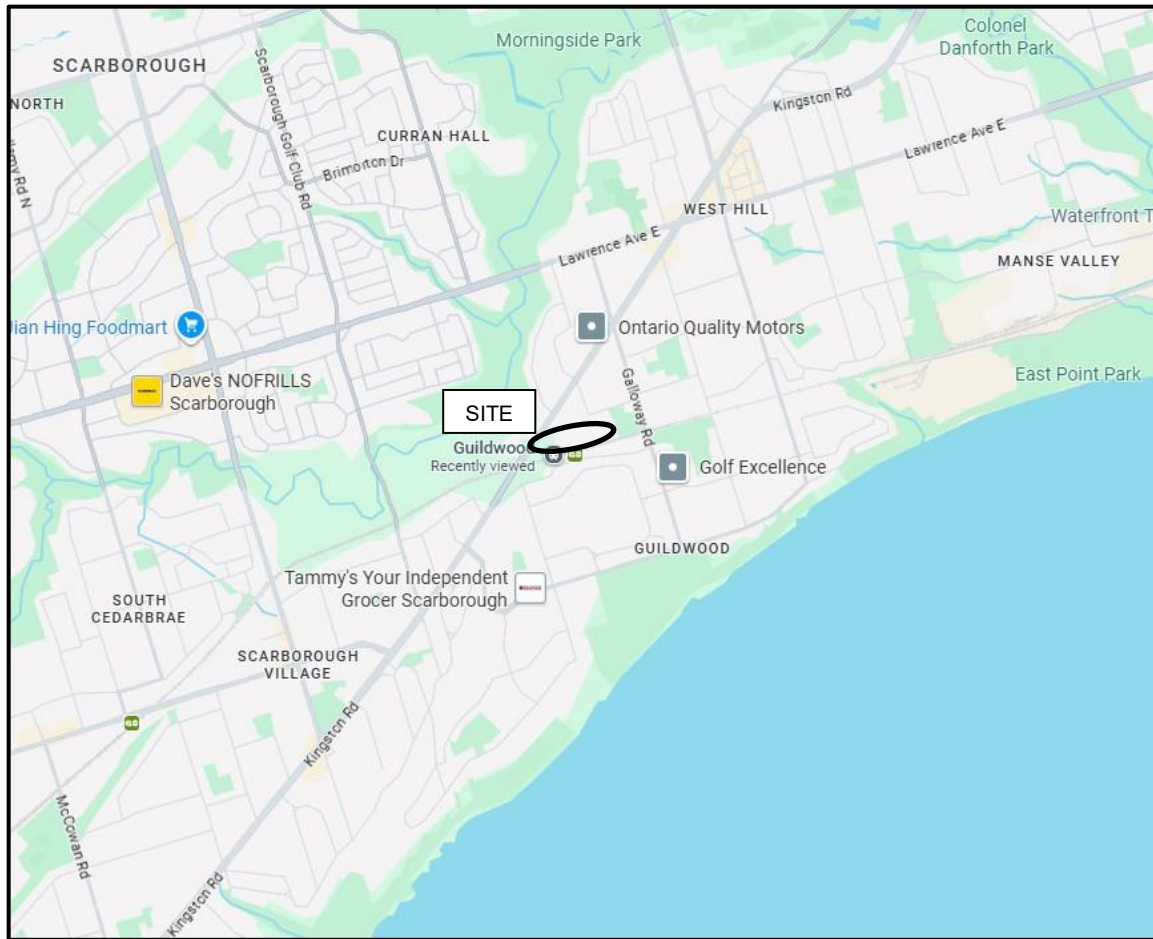 Morningside Park
Colonel
Danforth Park
SCARBOROUGH
Kingston Rd
NORTH
Scarborough Golf Club Rd
CURRAN HALL
Lawrence Ave E
Brimorton Dr
WEST HILL
Waterfront T
Lawrence Ave E
MANSE VALLEY
Jian Hing Foodmart
Ontario Quality Motors
Dave's NOFRILLS
Scarborough
Galloway Rd
East Point Park
SITE
Guildwood
Recently viewed
Golf Excellence
GUILDWOOD
Tammy's Your Independent
Grocer Scarborough
SOUTH
CEDARBRAE
SCARBOROUGH
VILLAGE
Kingston Rd
McCowan Rd
Kingston Rd